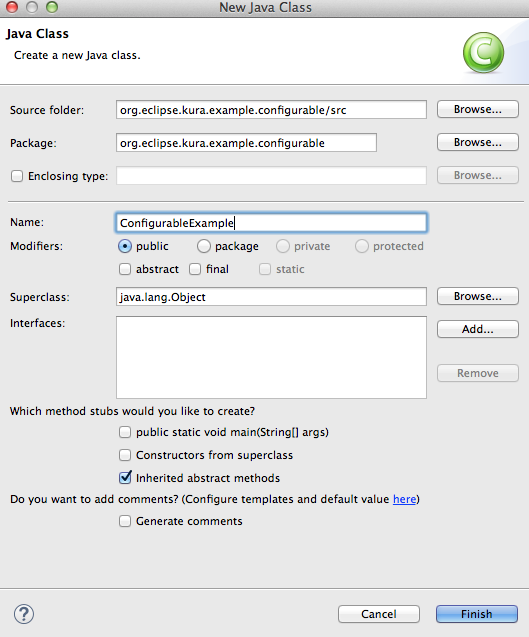 New Java Class
Java Class
Create a new Java class.
C
Source folder: org.eclipse.kura.example.configurable/src Browse...
Package: org.eclipse.kura.example.configurable Browse...
Enclosing type: Browse...
Name: ConfigurableExample
Modifiers: public package private protected
abstract final static
Superclass: java.lang.Object Browse...
Interfaces: Add...
Remove
Which method stubs would you like to create?
public static void main(String[] args)
Constructors from superclass
Inherited abstract methods
Do you want to add comments? (Configure templates and default value here)
Generate comments
? Cancel Finish